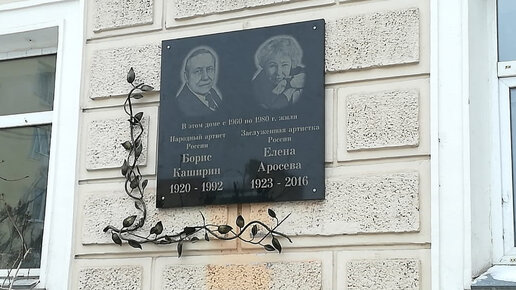 В этом доме с 1960 по 1980 г. жили
Народный артист
России
Борис
Каширин
1920 - 1992
Заслуженная артистка
России
Елена
Аросева
1923 - 2016